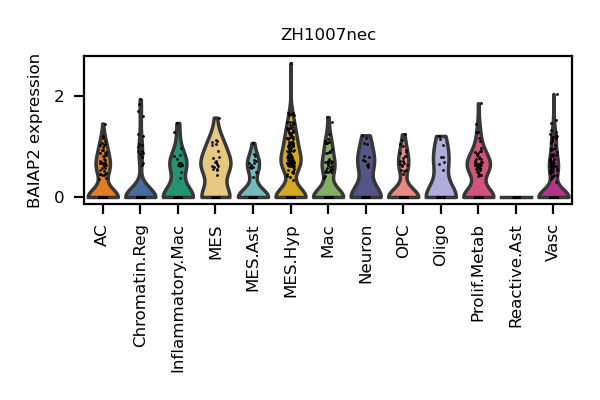 ZH1007nec
BAIAP2 expression
2
0
AC
Chromatin.Reg
Inflammatory.Mac
MES
MES.Ast
MES.Hyp
Mac
Neuron
OPC
Oligo
Prolif.Metab
Reactive.Ast
Vasc